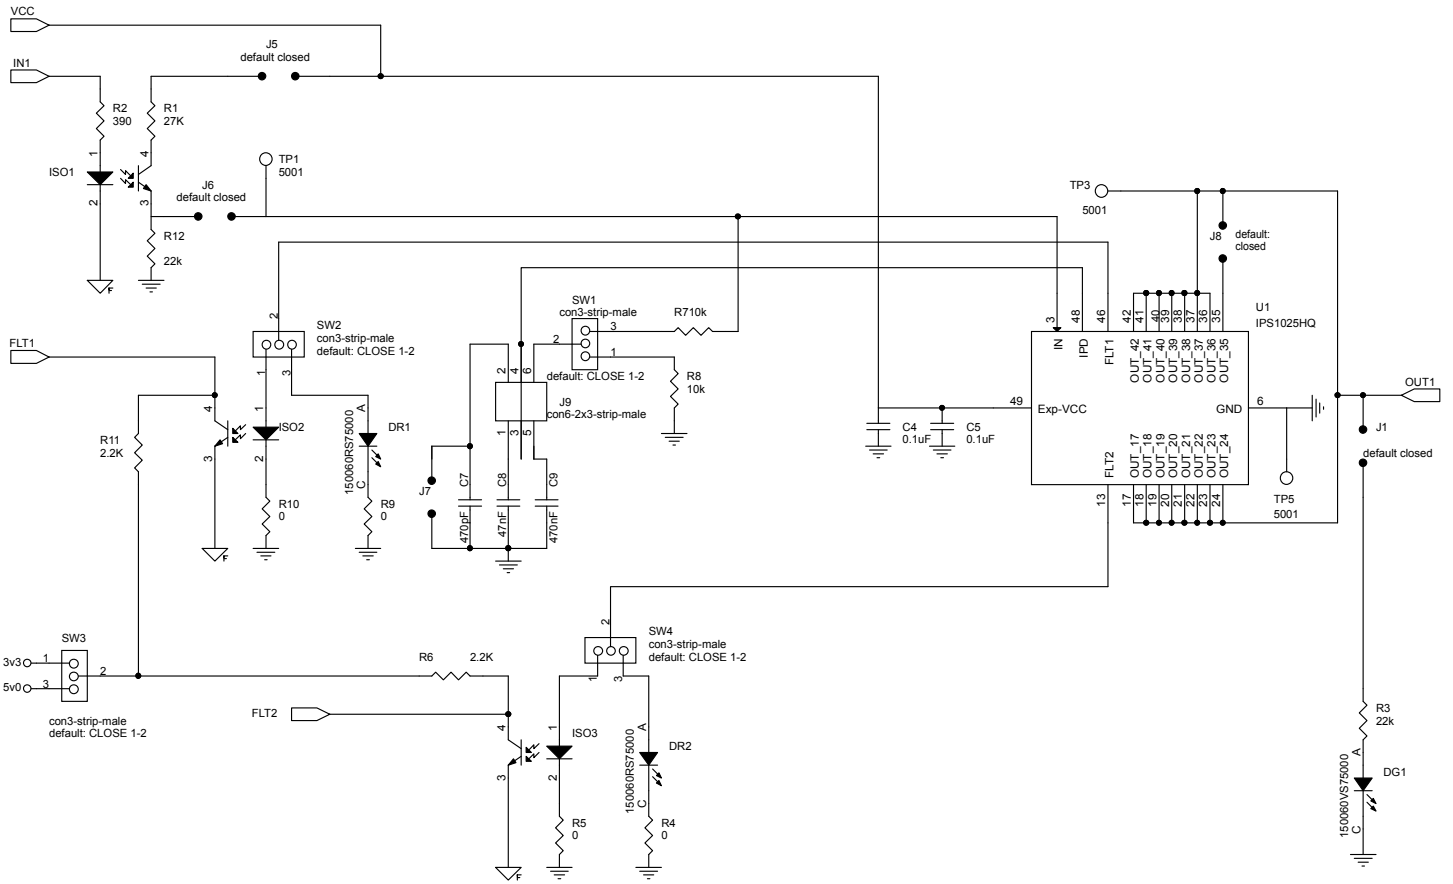 VCC
J5
default closed
IN1
R2
390
R1
27K
1
4
ISO1
2
3
TP1
5001
J6
default closed
R12
22k
F
TP3
5001
J8
default:
closed
U1
IPS1025HQ
3
48
46
42
41
40
39
38
37
36
35
IN
IPD
FLT1
OUT_42
OUT_41
OUT_40
OUT_39
OUT_38
OUT_37
OUT_36
OUT_35
49
Exp-VCC
GND
6
FLT2
OUT_17
OUT_18
OUT_19
OUT_20
OUT_21
OUT_22
OUT_23
OUT_24
13
17
18
19
20
21
22
23
24
TP5
5001
OUT1
J1
default closed
C4
0.1uF
C5
0.1uF
SW1
con3-strip-male
3
2
1
default: CLOSE 1-2
R710k
R8
10k
2
4
6
J9
con6-2x3-strip-male
1
3
5
J7
C7
470pF
C8
47nF
C9
470nF
2
SW2
con3-strip-male
default: CLOSE 1-2
1
3
FLT1
4
3
1
ISO2
2
A
DR1
150060RS75000
C
R11
2.2K
R10
0
R9
0
F
SW3
3v3
1
2
5v0
3
con3-strip-male
default: CLOSE 1-2
R6
2.2K
FLT2
4
3
2
SW4
con3-strip-male
default: CLOSE 1-2
1
3
1
ISO3
2
A
DR2
150060RS75000
C
R5
0
R4
0
F
R3
22k
A
DG1
150060VS75000
C